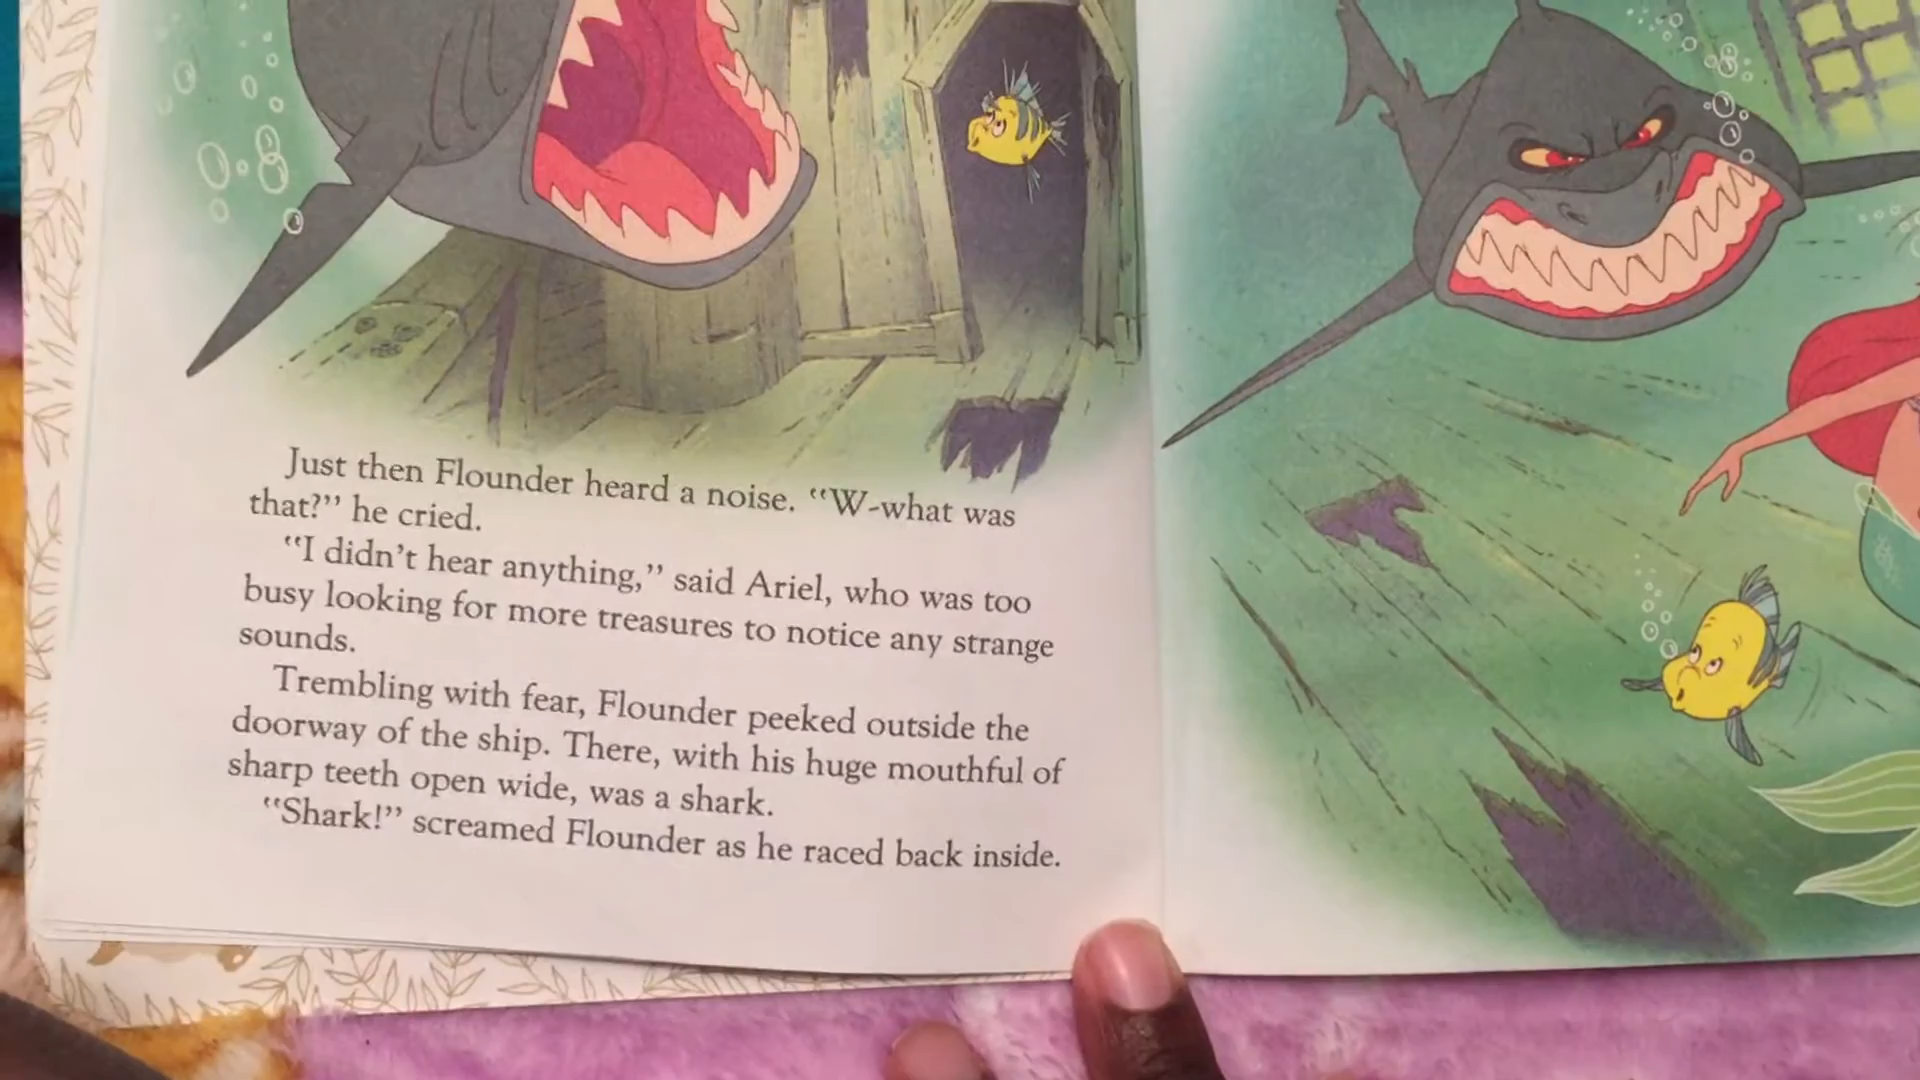 Just then Flounder heard a noise. “W-what was
that?” he cried.
“I didn’t hear anything,” said Ariel, who was too
busy looking for more treasures to notice any strange
sounds.
Trembling with fear, Flounder peeked outside the
doorway of the ship. There, with his huge mouthful of
sharp teeth open wide, was a shark.
“Shark!” screamed Flounder as he raced back inside.